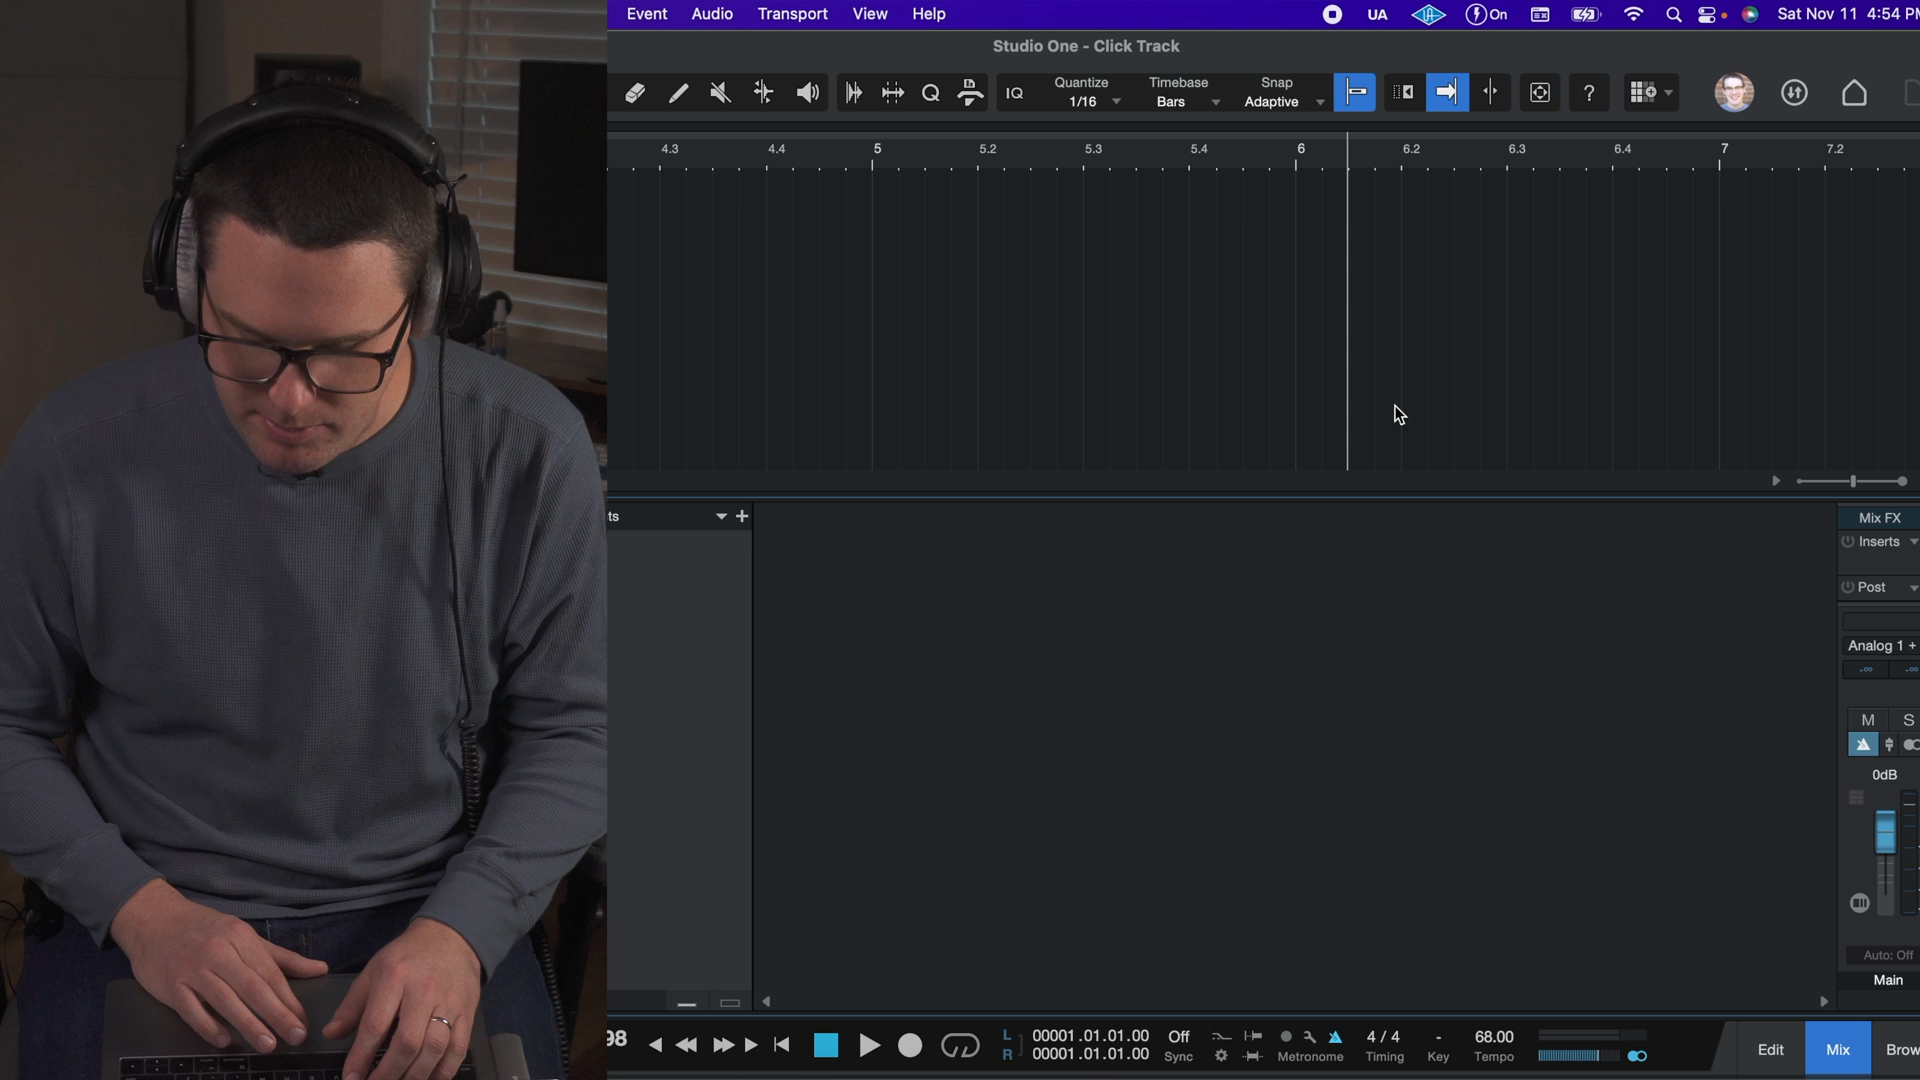 Event Audio Transport View Help UA On Sat Nov 11 4:54 PM
Studio One - Click Track
Quantize Timebase Snap
IQ 1/16 Bars Adaptive ?
4.3 4.4 5 5.2 5.3 5.4 6 6.2 6.3 6.4 7 7.2
ts +
Mix FX
Inserts
Post
Analog 1 +
-∞ -∞
M S
0dB
Auto: Off
Main
98 L 00001.01.01.00 Off 4 / 4 - 68.00
R 00001.01.01.00 Sync Metronome Timing Key Tempo
Edit Mix Brow